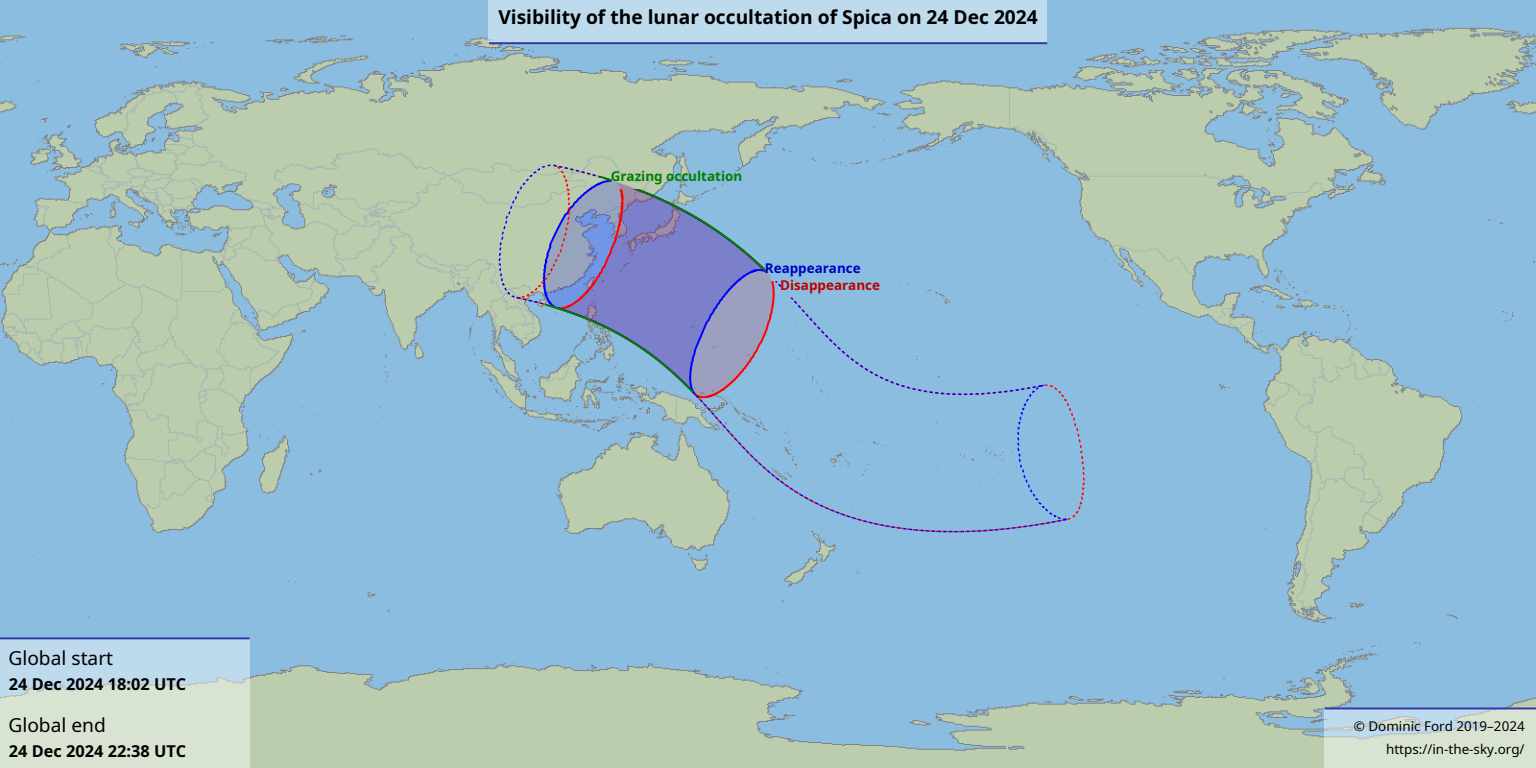 Visibility of the lunar occultation of Spica on 24 Dec 2024
Grazing occultation
Reappearance
Disappearance
Global start
24 Dec 2024 18:02 UTC
Global end
24 Dec 2024 22:38 UTC
© Dominic Ford 2019–2024
https://in-the-sky.org/